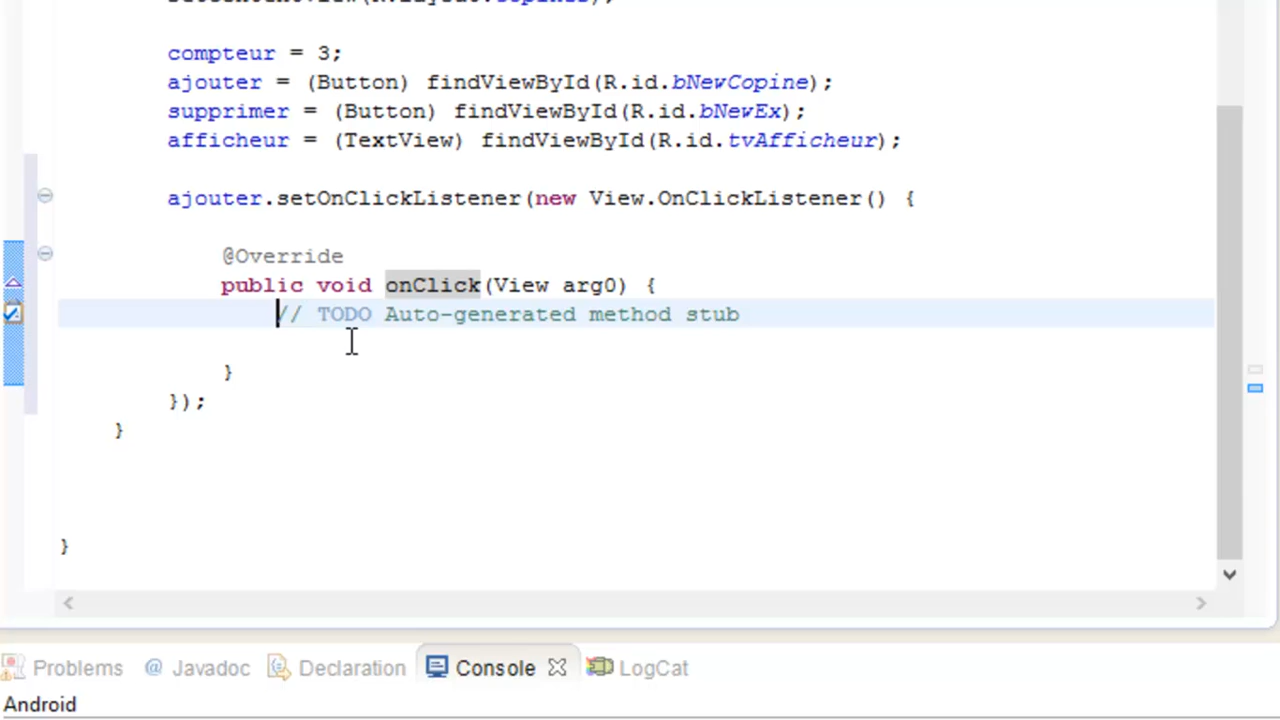 compteur = 3;
ajouter = (Button) findViewById(R.id.bNewCopine);
supprimer = (Button) findViewById(R.id.bNewEx);
afficheur = (TextView) findViewById(R.id.tvAfficheur);
ajouter.setOnClickListener(new View.OnClickListener() {
@Override
public void onClick(View arg0) {
// TODO Auto-generated method stub
}
});
}
}
Problems @ Javadoc Declaration Console LogCat
Android